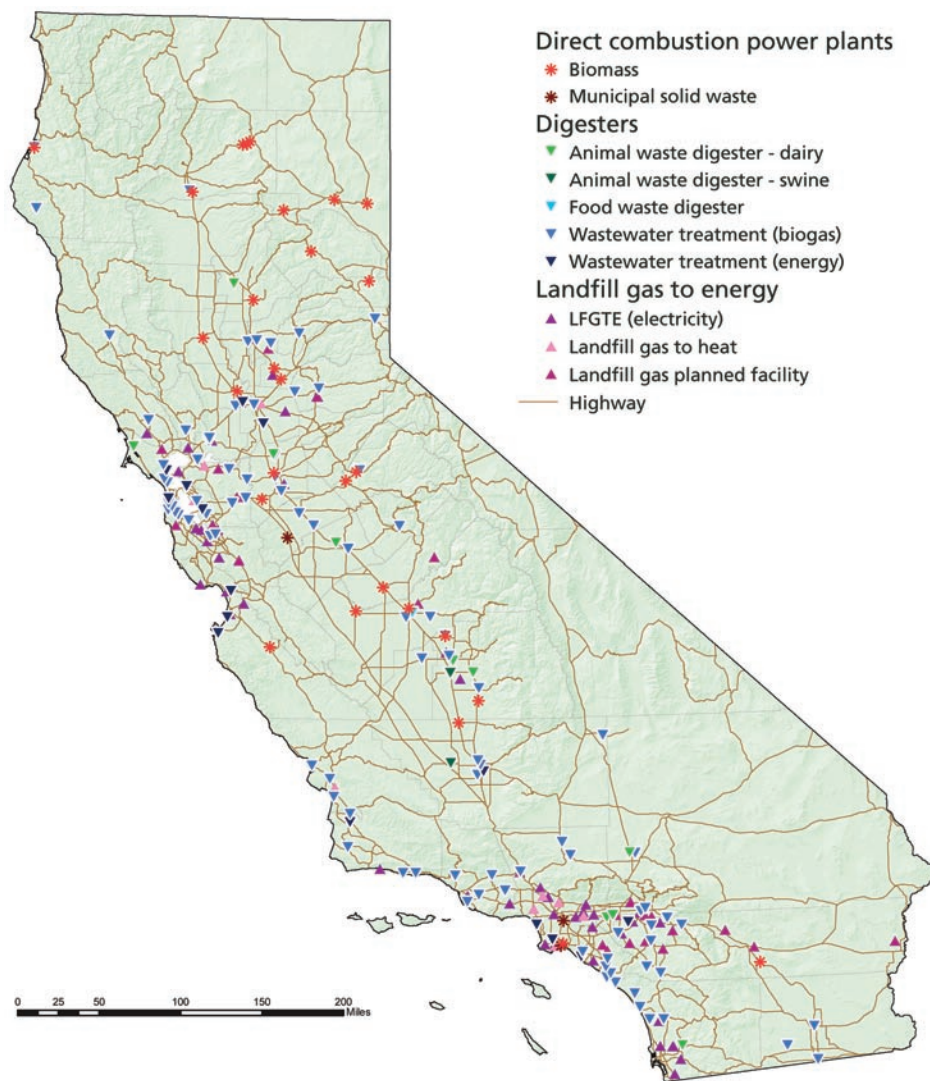 Direct combustion power plants
Biomass
Municipal solid waste
Digesters
Animal waste digester - dairy
Animal waste digester - swine
Food waste digester
Wastewater treatment (biogas)
Wastewater treatment (energy)
Landfill gas to energy
LFGTE (electricity)
Landfill gas to heat
Landfill gas planned facility
Highway
0 25 50 100 150 200
Miles